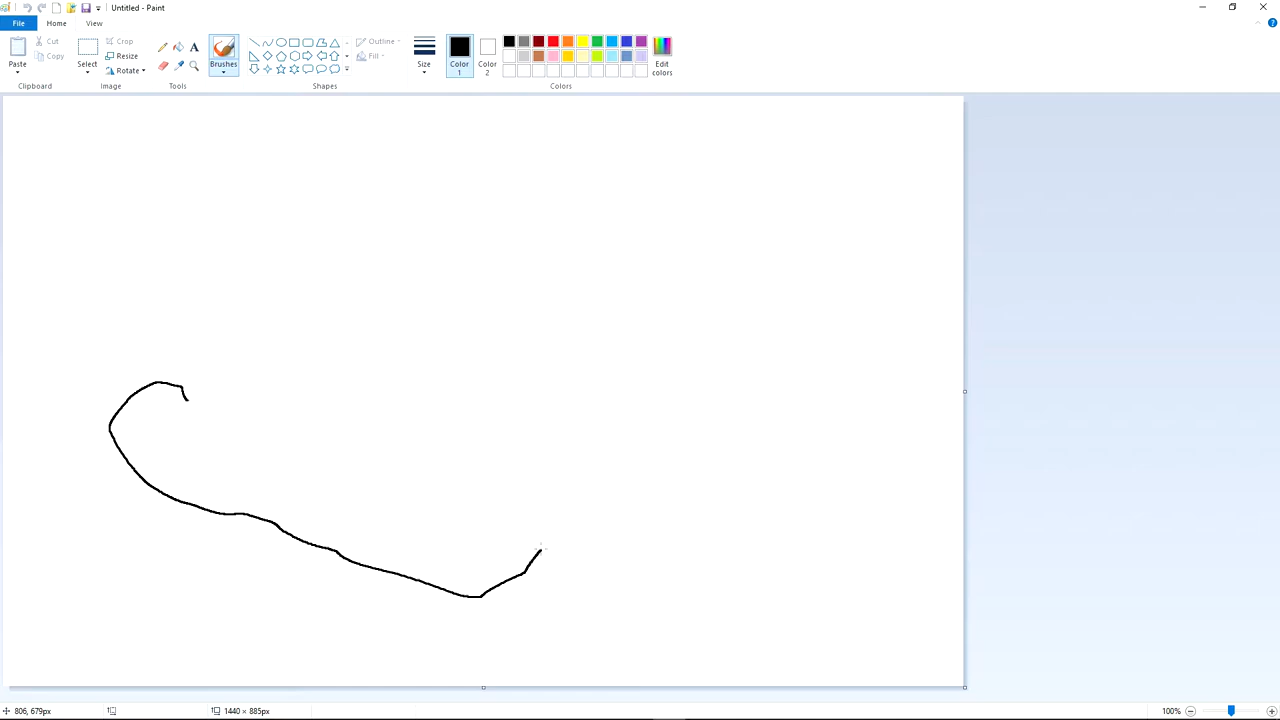 Untitled - Paint
File Home View
Paste
Cut
Copy
Clipboard
Select
Crop
Resize
Rotate
Image
Tools
A
Brushes
Shapes
Outline
Fill
Size
Color 1
Color 2
Colors
Edit colors
806, 679px
1440 × 885px
100%